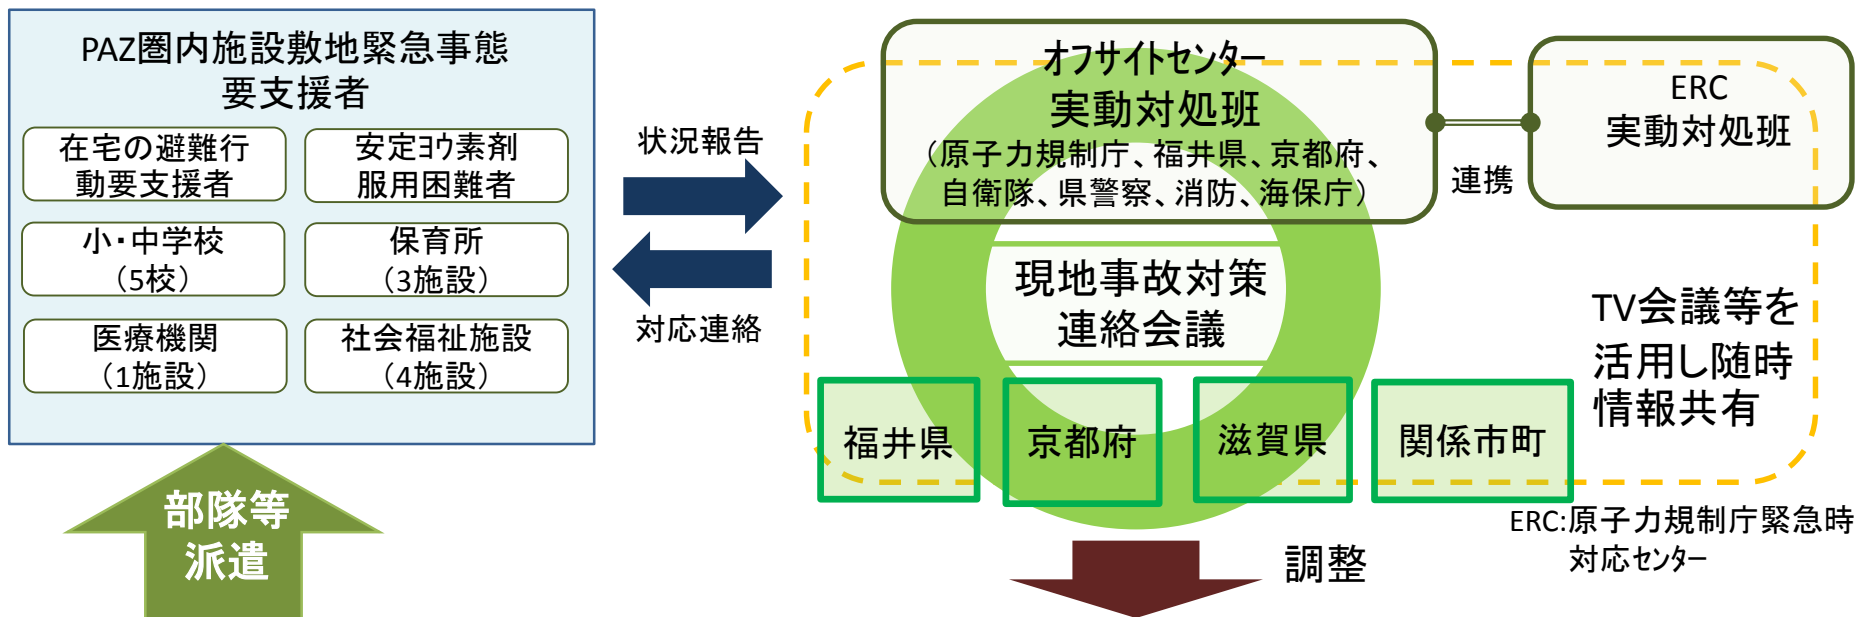 PAZ圏内施設敷地緊急事態
要支援者
在宅の避難行
動要支援者
安定ﾖｳ素剤
服用困難者
小・中学校
（5校）
保育所
（3施設）
医療機関
（1施設）
社会福祉施設
（4施設）
部隊等
派遣
状況報告
対応連絡
ｵﾌｻｲﾄｾﾝﾀｰ
実動対処班
（原子力規制庁、福井県、京都府、
自衛隊、県警察、消防、海保庁）
連携
ERC
実動対処班
現地事故対策
連絡会議
TV会議等を
活用し随時
情報共有
福井県
京都府
滋賀県
関係市町
ERC:原子力規制庁緊急時
対応ｾﾝﾀｰ
調整